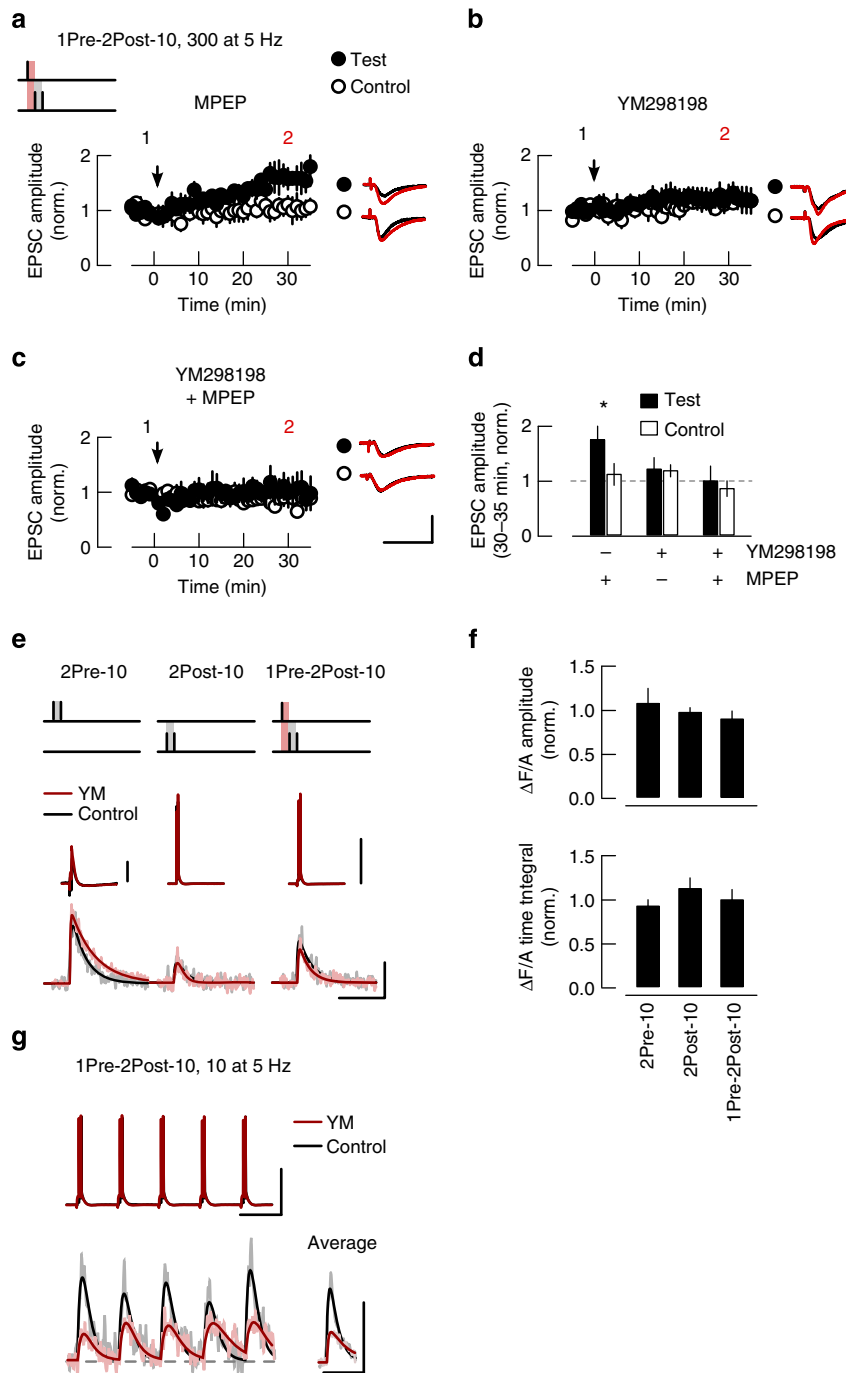 a
1Pre-2Post-10, 300 at 5 Hz
Test
Control
MPEP
1
2
EPSC amplitude
(norm.)
2
1
0
0
10
20
30
Time (min)
b
YM298198
1
2
EPSC amplitude
(norm.)
2
1
0
0
10
20
30
Time (min)
c
YM298198
+ MPEP
1
2
EPSC amplitude
(norm.)
2
1
0
0
10
20
30
Time (min)
d
Test
Control
*
EPSC amplitude
(30–35 min, norm.)
2
1
0
– + + YM298198
+ – + MPEP
e
2Pre-10
2Post-10
1Pre-2Post-10
YM
Control
f
ΔF/A amplitude
(norm.)
1.5
1.0
0.0
ΔF/A time Integral
(norm.)
1.5
1.0
0.5
0.0
2Pre-10
2Post-10
1Pre-2Post-10
g
1Pre-2Post-10, 10 at 5 Hz
YM
Control
Average